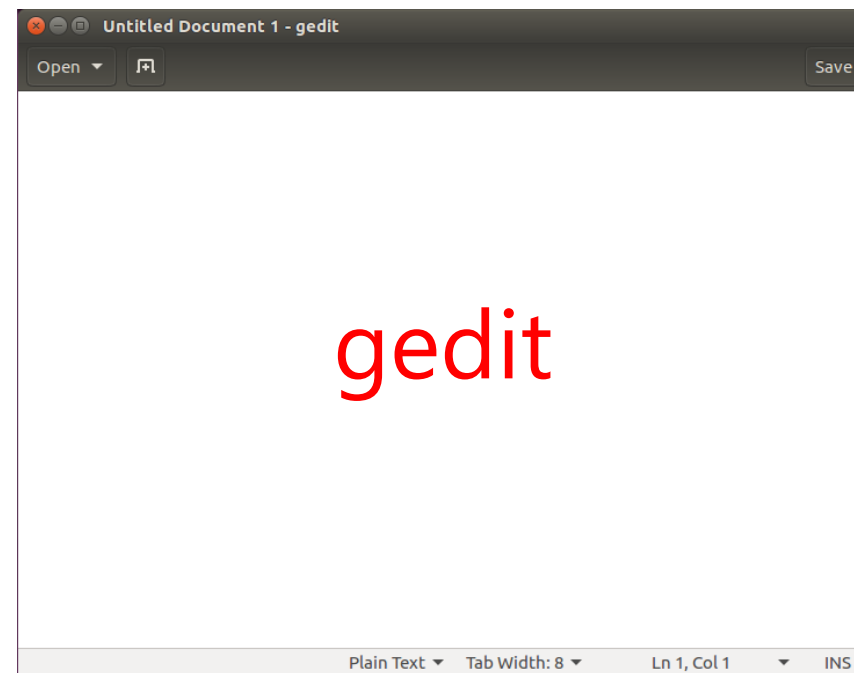 Untitled Document 1 - gedit
Open Save
gedit
Plain Text Tab Width: 8 Ln 1, Col 1 INS